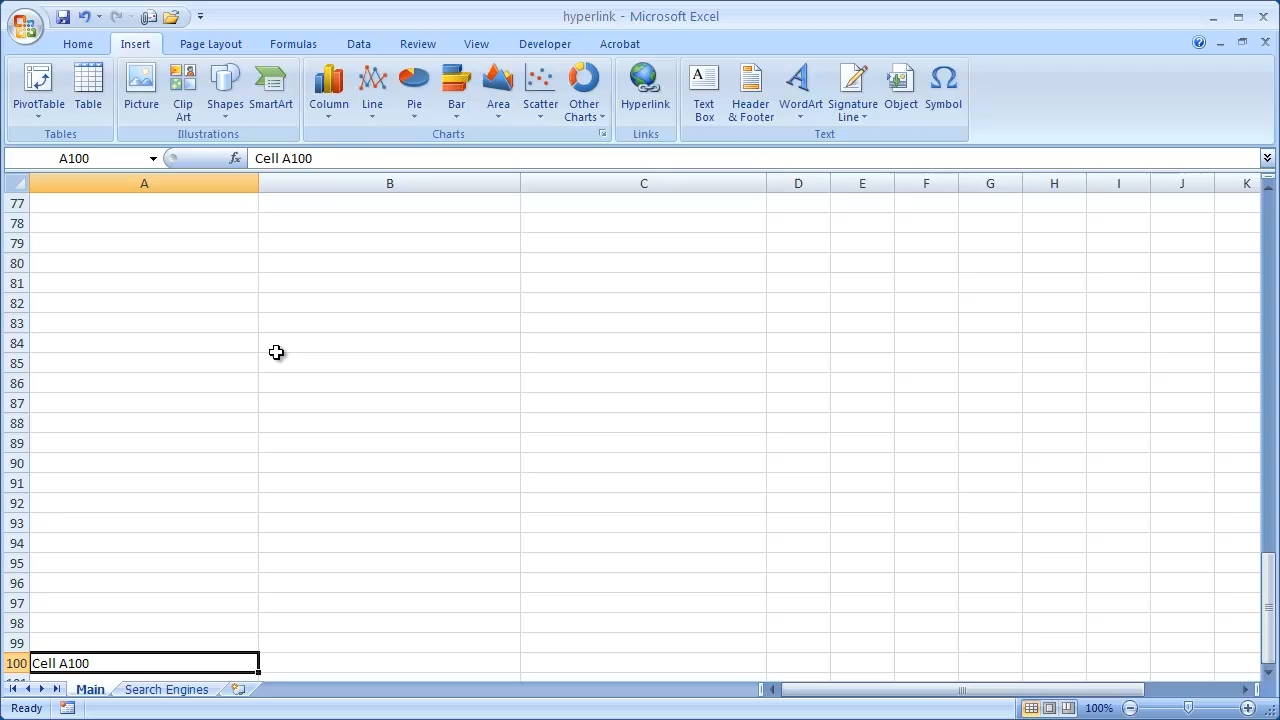 hyperlink - Microsoft Excel
Home Insert Page Layout Formulas Data Review View Developer Acrobat
PivotTable Table Picture Clip Art Shapes SmartArt Column Line Pie Bar Area Scatter Other Charts Hyperlink Text Box Header & Footer WordArt Signature Line Object Symbol
Tables Illustrations Charts Links Text
A100 fx Cell A100
A B C D E F G H I J K
77
78
79
80
81
82
83
84
85
86
87
88
89
90
91
92
93
94
95
96
97
98
99
100 Cell A100
Main Search Engines
Ready 100%